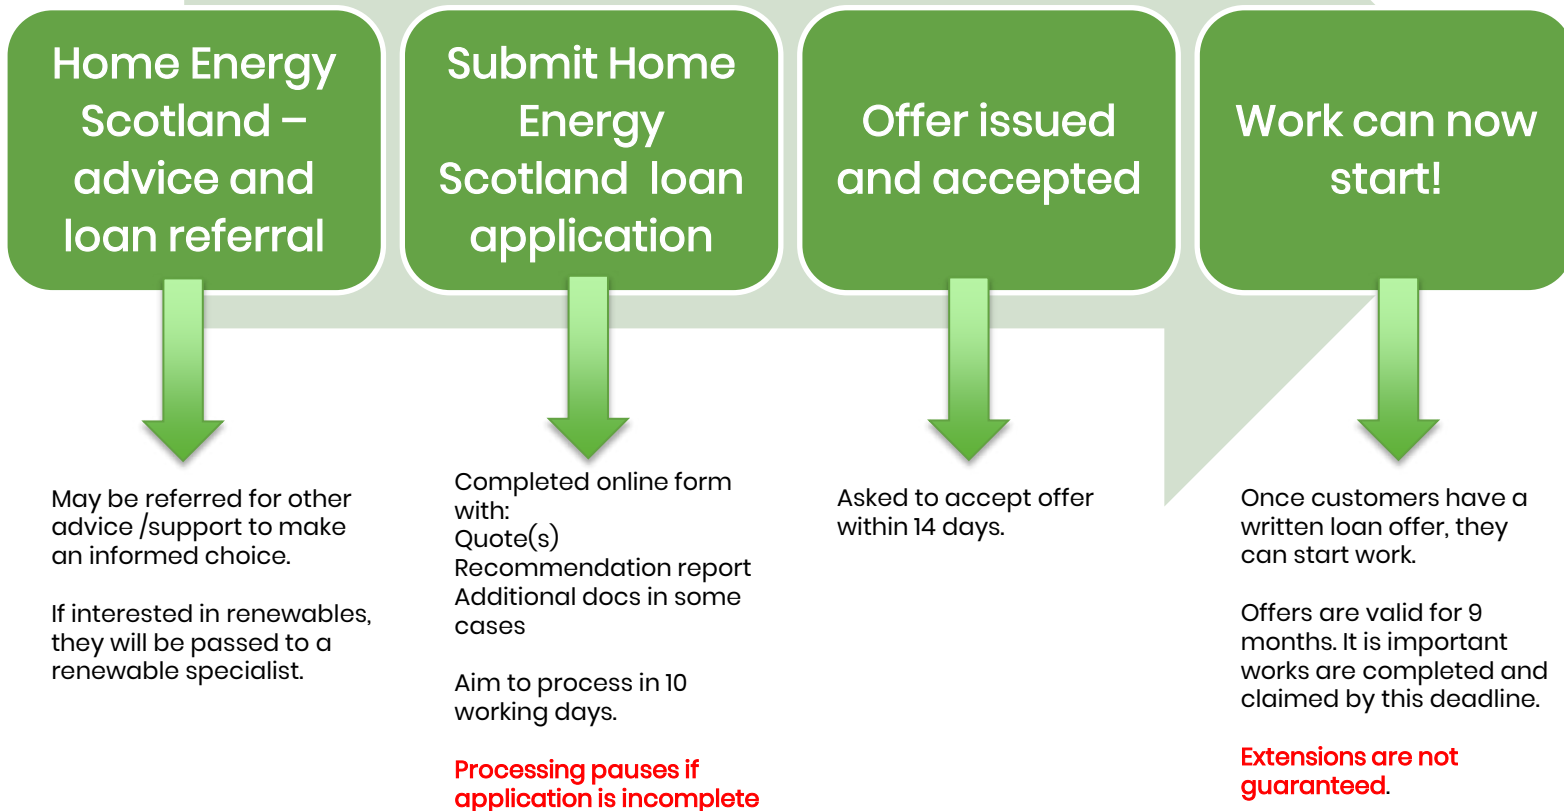 Home Energy
Scotland –
advice and
loan referral
Submit Home
Energy
Scotland  loan
application
Offer issued
and accepted
Work can now
start!
May be referred for other
advice /support to make
an informed choice.
If interested in renewables,
they will be passed to a
renewable specialist.
Completed online form
with:
Quote(s)
Recommendation report
Additional docs in some
cases
Aim to process in 10
working days.
Processing pauses if
application is incomplete
Asked to accept offer
within 14 days.
Once customers have a
written loan offer, they
can start work.
Offers are valid for 9
months. It is important
works are completed and
claimed by this deadline.
Extensions are not
guaranteed.